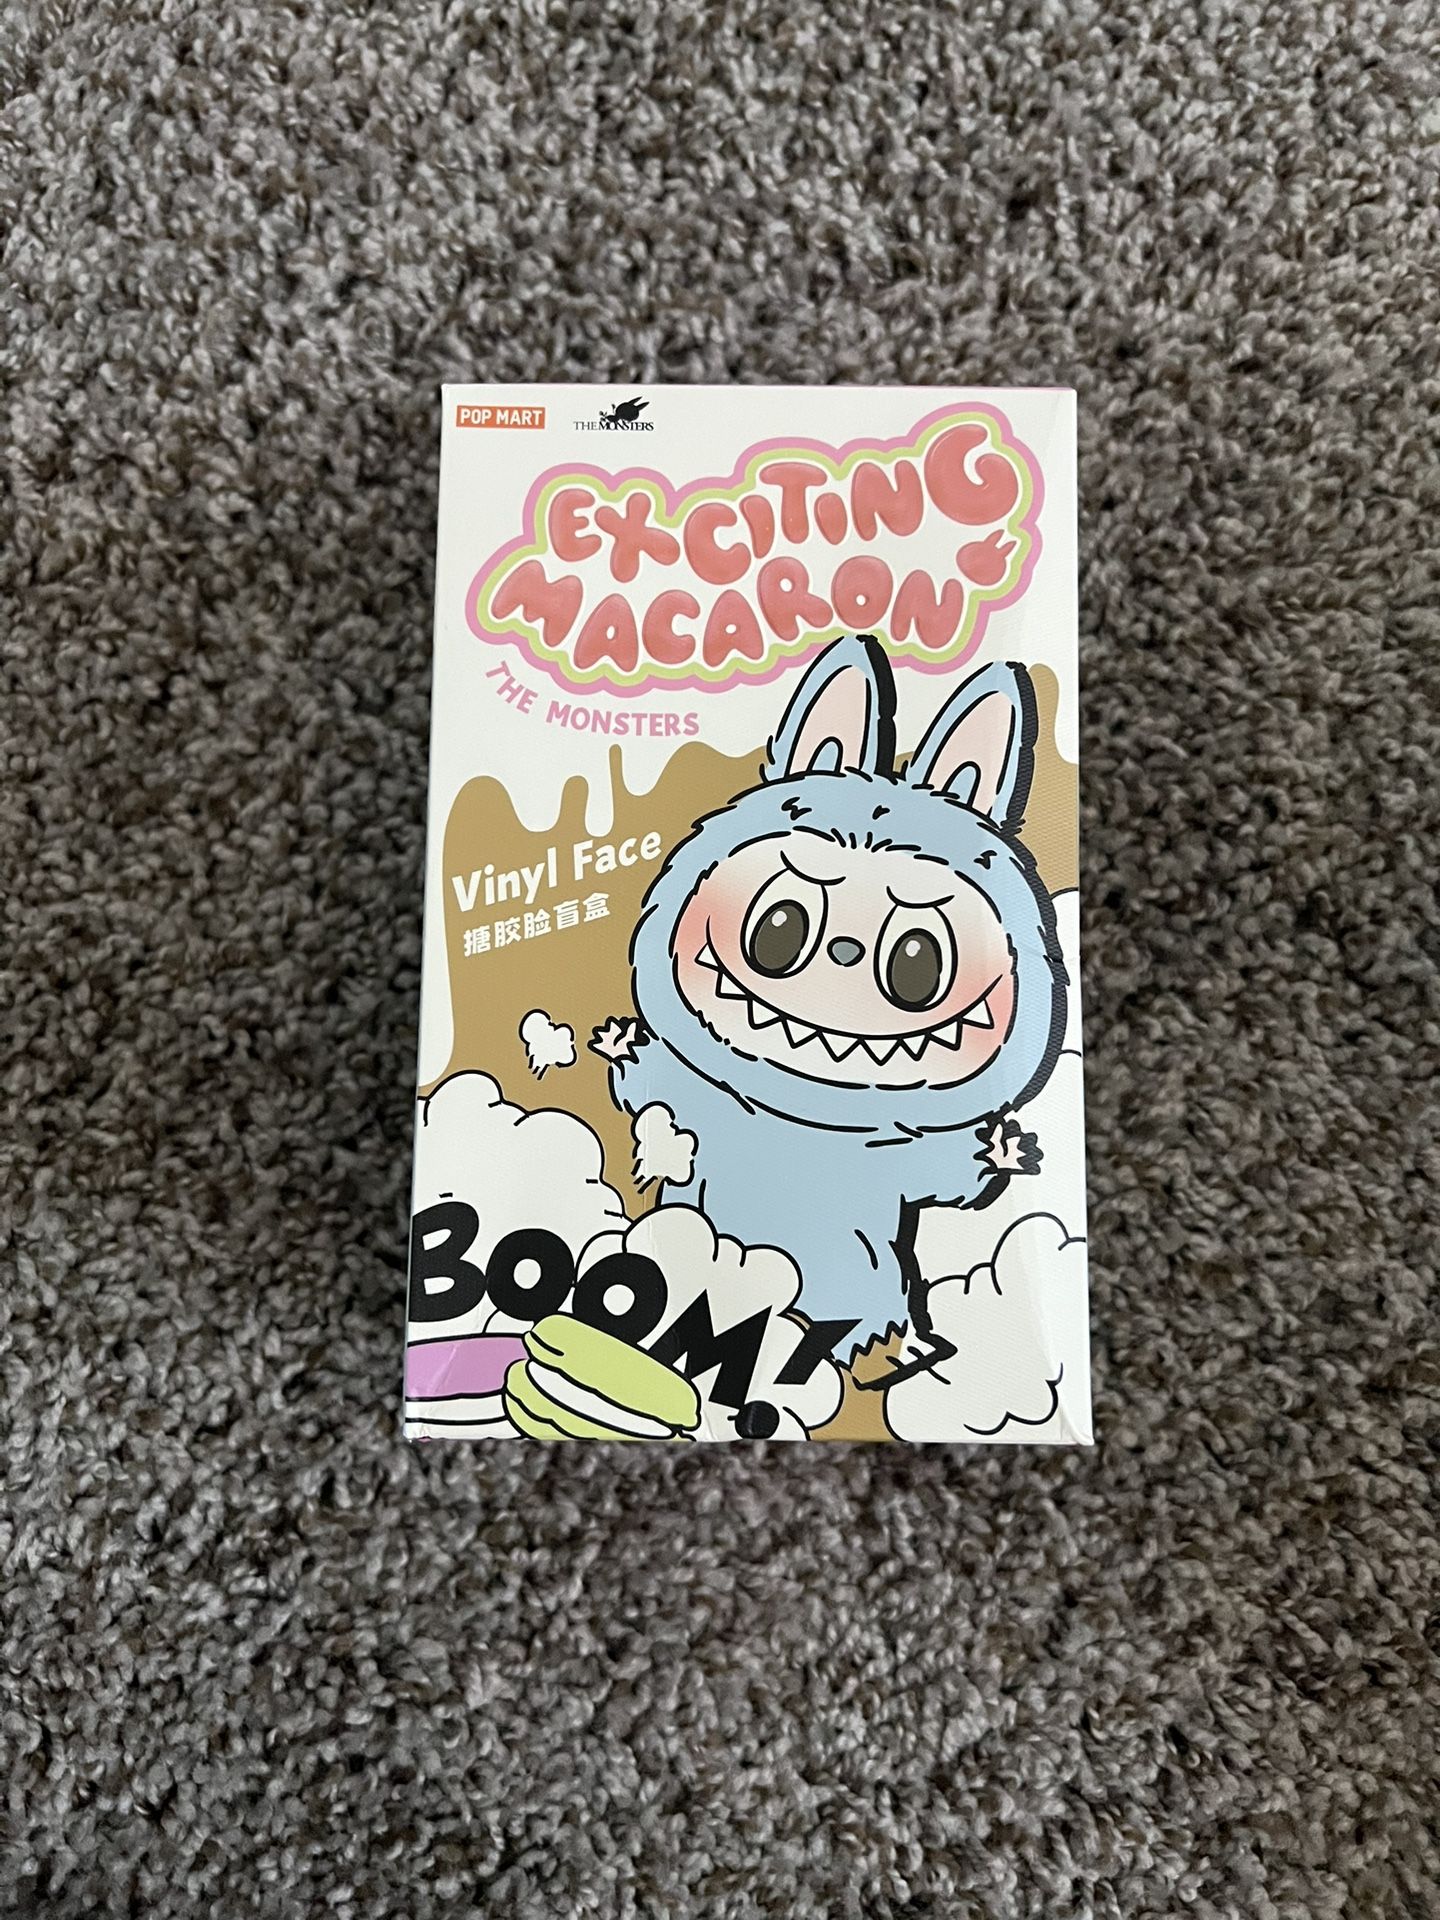 POP MART
THE MONSTERS
EXCITING
MACARON
THE MONSTERS
Vinyl Face
搪胶脸盲盒
BOOM!